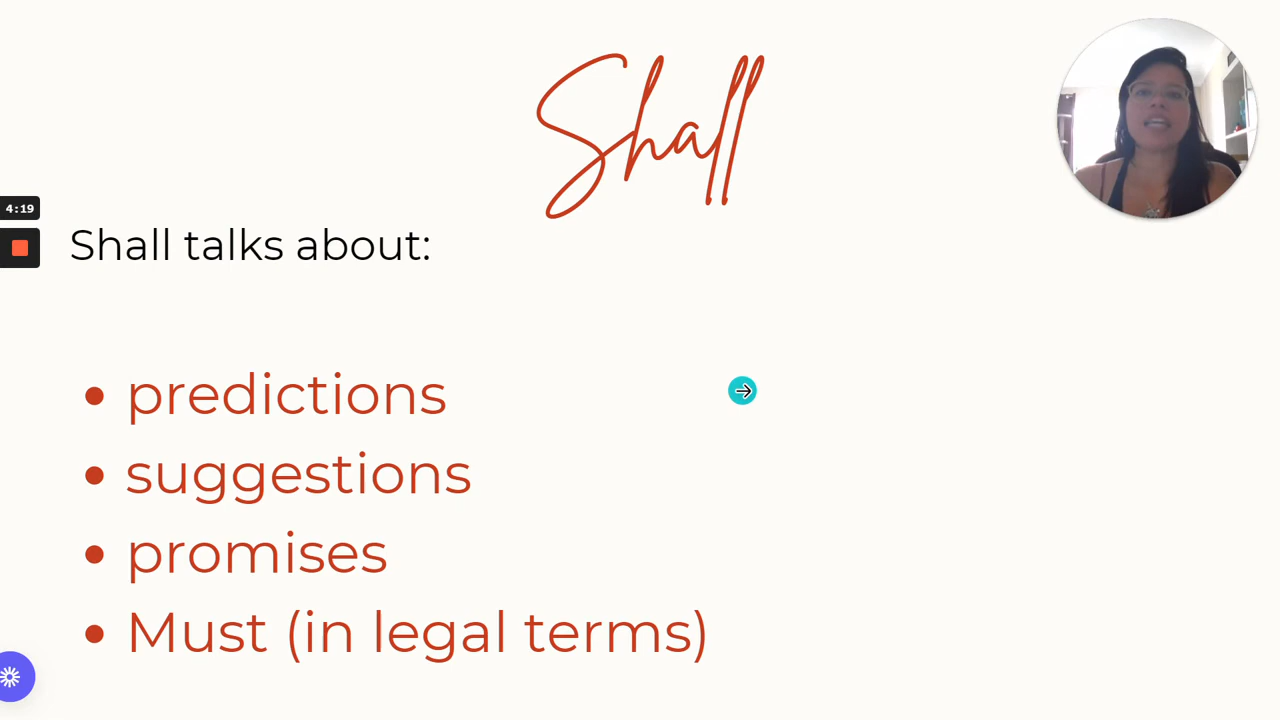 Shall
4:19
Shall talks about:
• predictions
• suggestions
• promises
• Must (in legal terms)